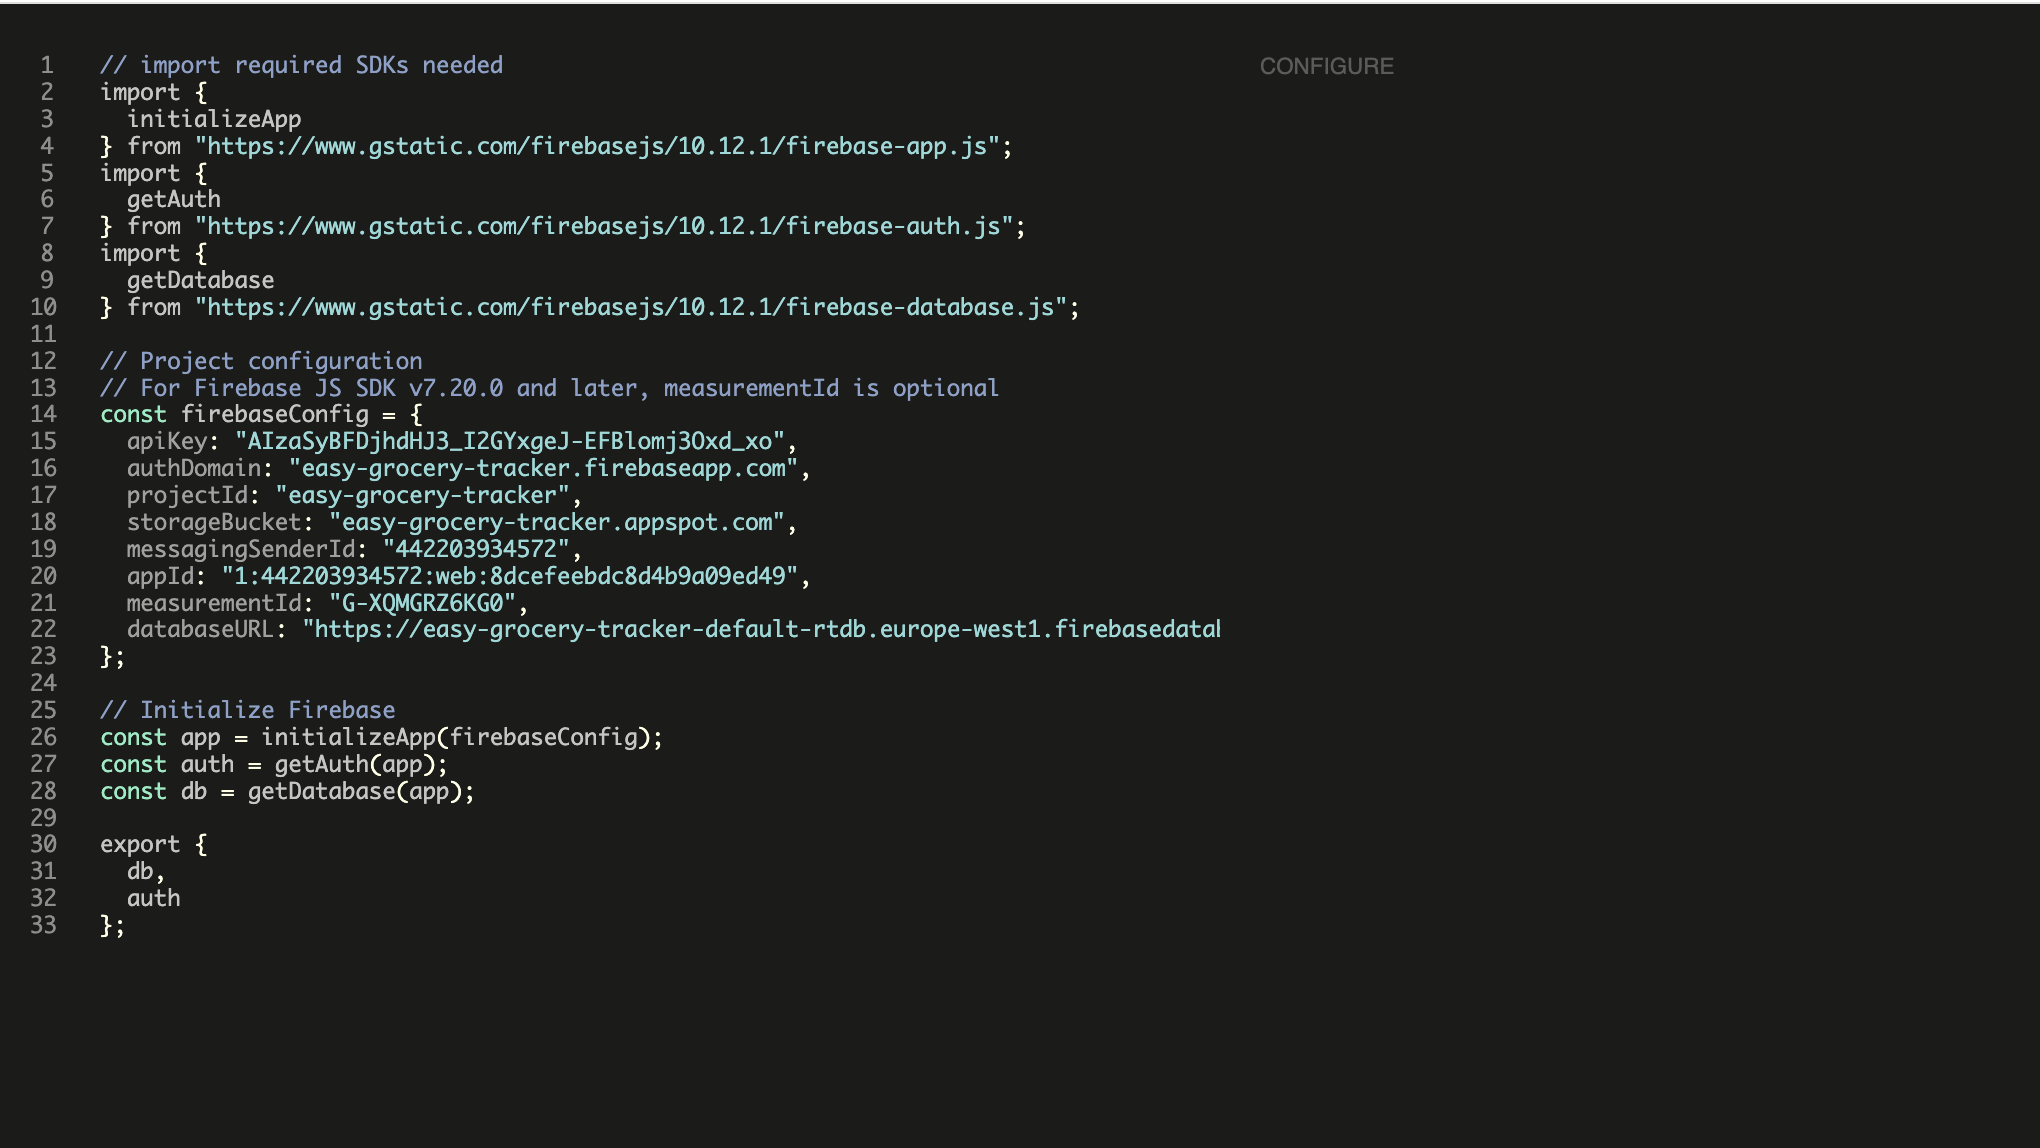 1 // import required SDKs needed
CONFIGURE
2 import {
3 initializeApp
4 } from "https://www.gstatic.com/firebasejs/10.12.1/firebase-app.js";
5 import {
6 getAuth
7 } from "https://www.gstatic.com/firebasejs/10.12.1/firebase-auth.js";
8 import {
9 getDatabase
10 } from "https://www.gstatic.com/firebasejs/10.12.1/firebase-database.js";
11
12 // Project configuration
13 // For Firebase JS SDK v7.20.0 and later, measurementId is optional
14 const firebaseConfig = {
15 apiKey: "AIzaSyBFDjhdHJ3_I2GYxgeJ-EFBlomj3Oxd_xo",
16 authDomain: "easy-grocery-tracker.firebaseapp.com",
17 projectId: "easy-grocery-tracker",
18 storageBucket: "easy-grocery-tracker.appspot.com",
19 messagingSenderId: "442203934572",
20 appId: "1:442203934572:web:8dcefeebdc8d4b9a09ed49",
21 measurementId: "G-XQMGRZ6KG0",
22 databaseURL: "https://easy-grocery-tracker-default-rtdb.europe-west1.firebasedatab
23 };
24
25 // Initialize Firebase
26 const app = initializeApp(firebaseConfig);
27 const auth = getAuth(app);
28 const db = getDatabase(app);
29
30 export {
31 db,
32 auth
33 };